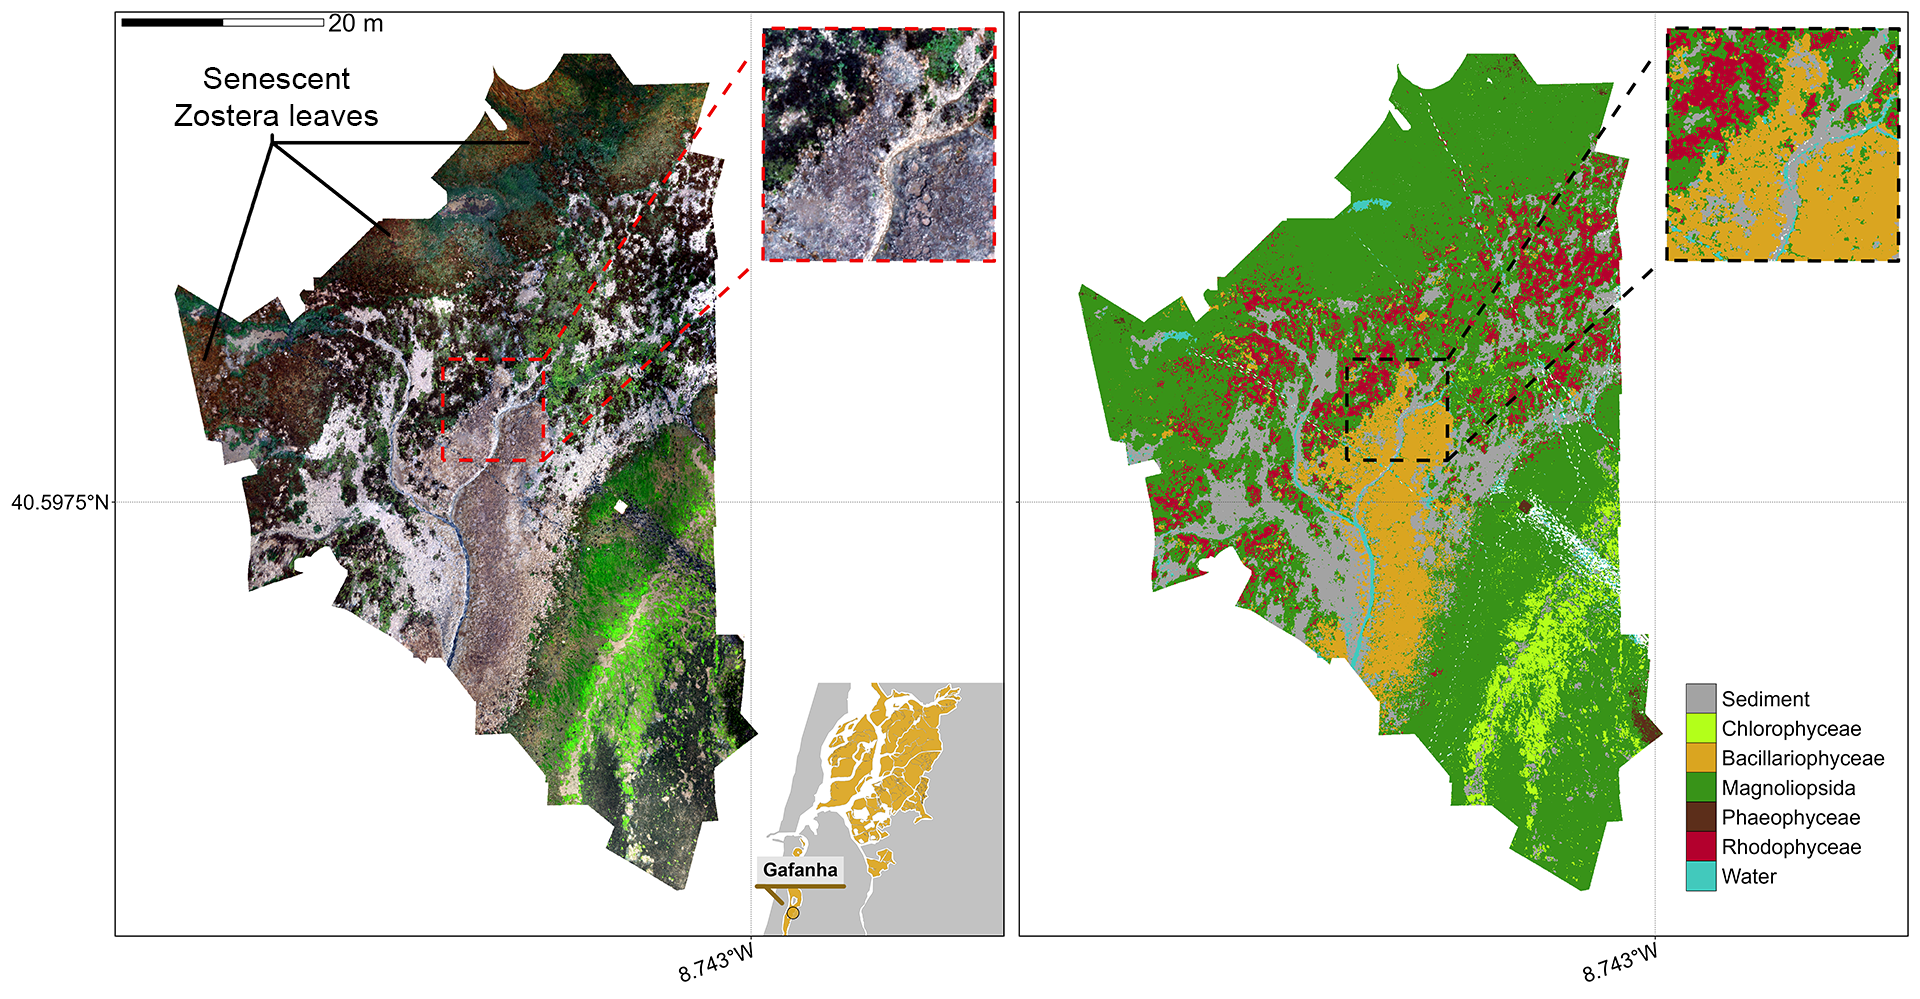 20 m
Senescent
Zostera leaves
40.5975°N
Gafanha
8.743°W
Sediment
Chlorophyceae
Bacillariophyceae
Magnoliopsida
Phaeophyceae
Rhodophyceae
Water
8.743°W